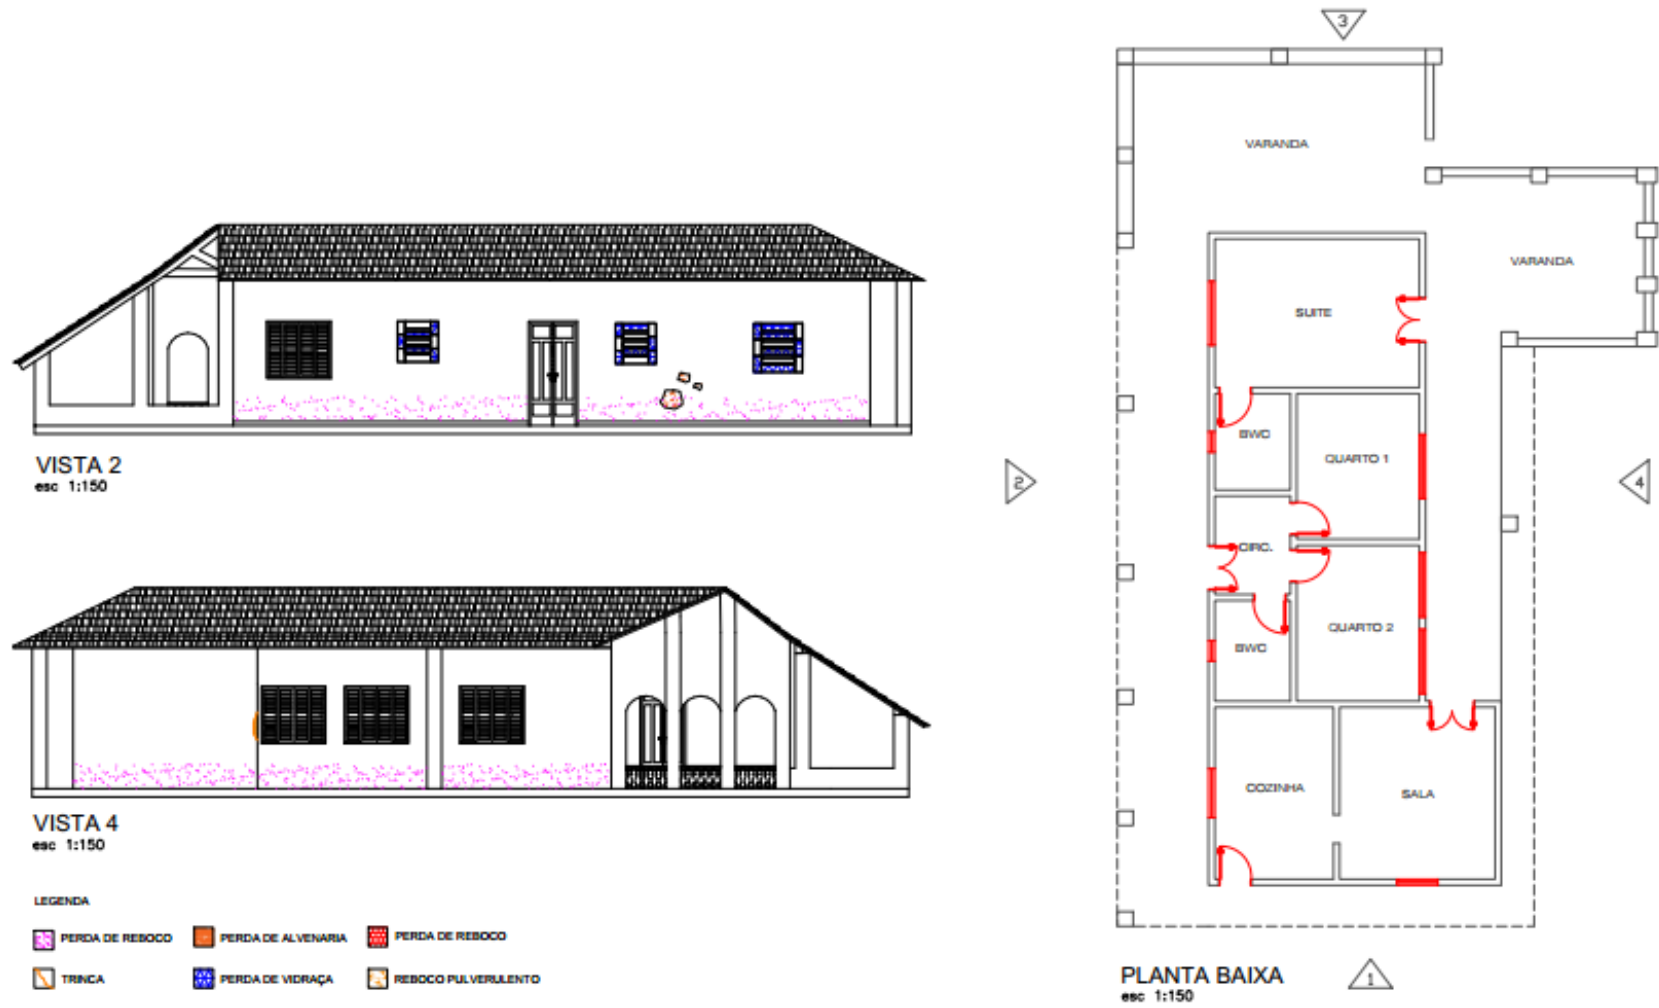 VISTA 2
esc 1:150
VISTA 4
esc 1:150
LEGENDA
PERDA DE REBOCO
PERDA DE ALVENARIA
PERDA DE REBOCO
TRINCA
PERDA DE VIDRAÇA
REBOCO PULVERULENTO
3
VARANDA
VARANDA
SUITE
BWC
QUARTO 1
2
4
CIRC.
QUARTO 2
BWC
COZINHA
SALA
PLANTA BAIXA
esc 1:150
1